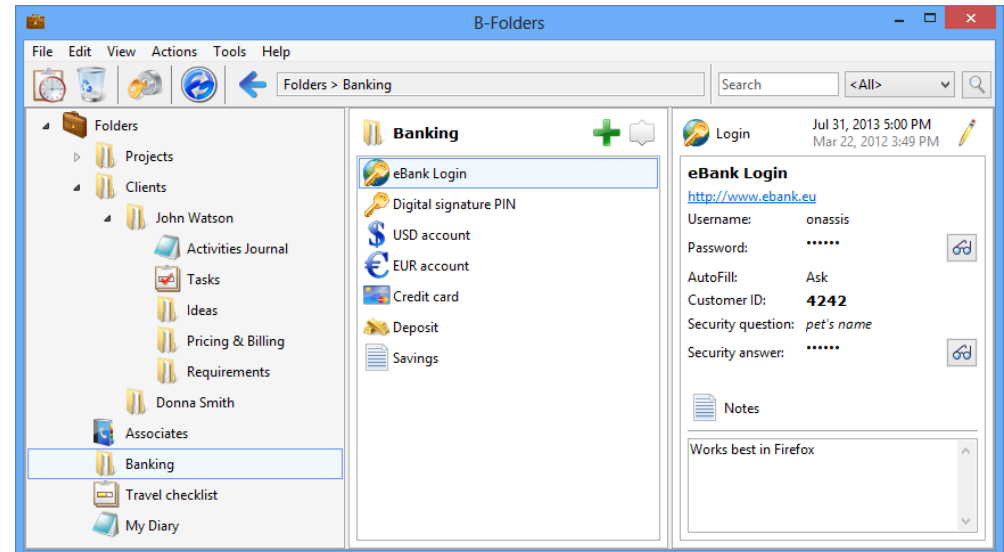 B-Folders
File Edit View Actions Tools Help
Folders > Banking
Search
<All>
Folders
Projects
Clients
John Watson
Activities Journal
Tasks
Ideas
Pricing & Billing
Requirements
Donna Smith
Associates
Banking
Travel checklist
My Diary
Banking
eBank Login
Digital signature PIN
USD account
EUR account
Credit card
Deposit
Savings
Login
Jul 31, 2013 5:00 PM
Mar 22, 2012 3:49 PM
eBank Login
http://www.ebank.eu
Username: onassis
Password: ••••••
AutoFill: Ask
Customer ID: 4242
Security question: pet's name
Security answer: ••••••
Notes
Works best in Firefox